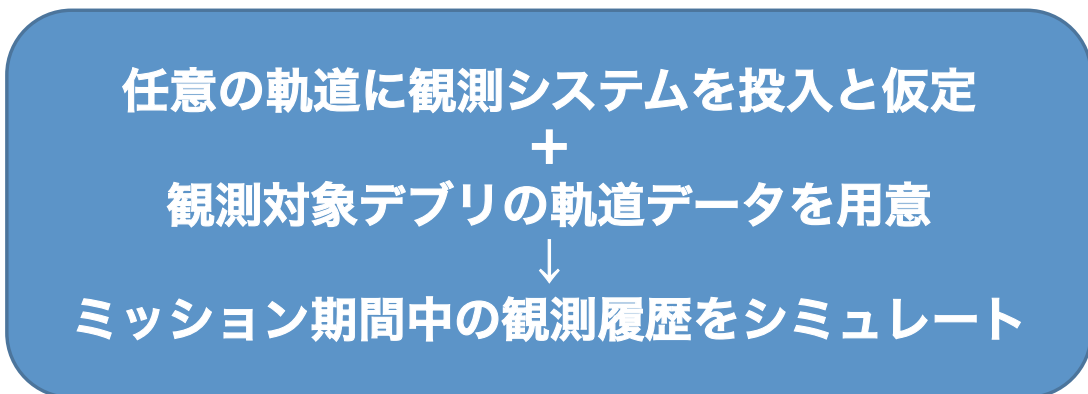 任意の軌道に観測システムを投入と仮定
＋
観測対象デブリの軌道データを用意
↓
ミッション期間中の観測履歴をシミュレート